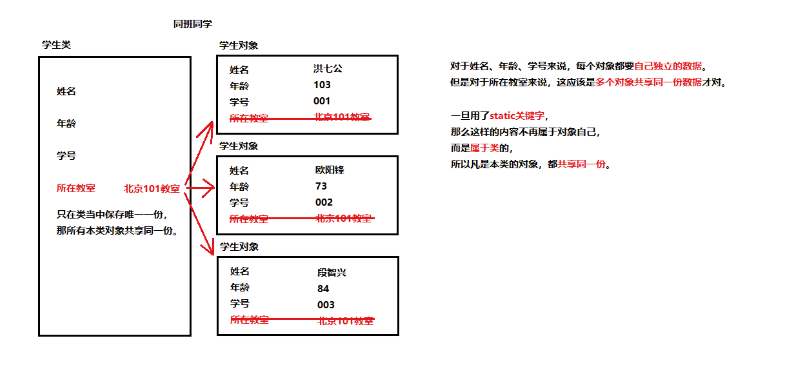 同班同学
学生类
姓名
年龄
学号
所在教室 北京101教室
只在类当中保存唯一一份，
那所有本类对象共享同一份。
学生对象
姓名 洪七公
年龄 103
学号 001
所在教室 北京101教室
学生对象
姓名 欧阳锋
年龄 73
学号 002
所在教室 北京101教室
学生对象
姓名 段智兴
年龄 84
学号 003
所在教室 北京101教室
对于姓名、年龄、学号来说，每个对象都要自己独立的数据。
但是对于所在教室来说，这应该是多个对象共享同一份数据才对。
一旦用了static关键字，
那么这样的内容不再属于对象自己，
而是属于类的，
所以凡是本类的对象，都共享同一份。